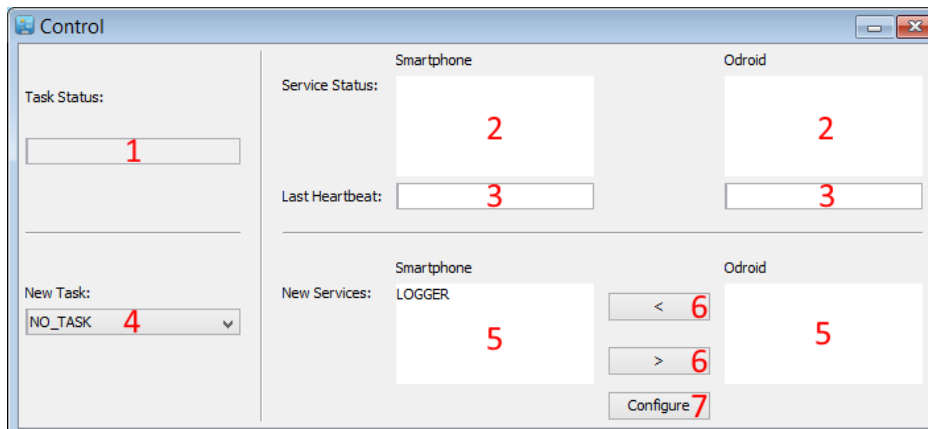 Control
Smartphone Odroid
Service Status:
Task Status:
2 2
1
Last Heartbeat: 3 3
Smartphone Odroid
New Task: New Services: LOGGER
< 6
NO_TASK 4 5 5
> 6
Configure 7